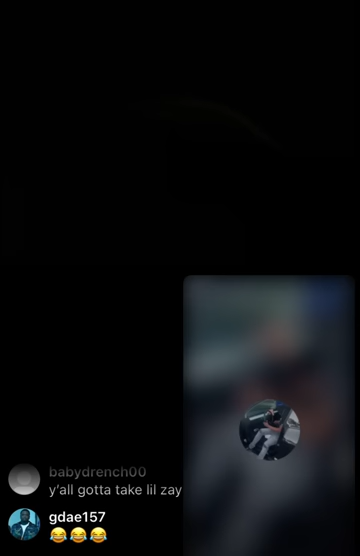 babydrench00
y'all gotta take lil zay
gdae157
😂😂😂